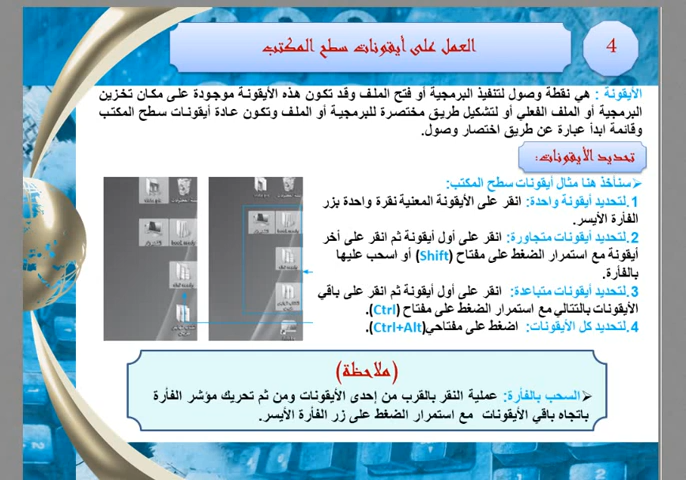 4
العمل على أيقونات سطح المكتب
الأيقونة : هي نقطة وصول لتنفيذ البرمجية أو فتح الملف وقد تكون هذه الأيقونة موجودة على مكان تخزين
البرمجية أو الملف الفعلي أو لتشكيل طريق مختصرة للبرمجية أو الملف وتكون عادة أيقونات سطح المكتب
وقائمة ابدأ عبارة عن طريق اختصار وصول.
تحديد الأيقونات:
سنأخذ هنا مثال أيقونات سطح المكتب:
1.لتحديد أيقونة واحدة: انقر على الأيقونة المعنية نقرة واحدة بزر
الفأرة الأيسر.
2.لتحديد أيقونات متجاورة: انقر على أول أيقونة ثم انقر على أخر
أيقونة مع استمرار الضغط على مفتاح (Shift) أو اسحب عليها
بالفأرة.
3.لتحديد أيقونات متباعدة: انقر على أول أيقونة ثم انقر على باقي
الأيقونات بالتتالي مع استمرار الضغط على مفتاح (Ctrl).
4.لتحديد كل الأيقونات: اضغط على مفتاحي(Ctrl+Alt).
(ملاحظة)
السحب بالفأرة: عملية النقر بالقرب من إحدى الأيقونات ومن ثم تحريك مؤشر الفأرة
باتجاه باقي الأيقونات مع استمرار الضغط على زر الفأرة الأيسر.